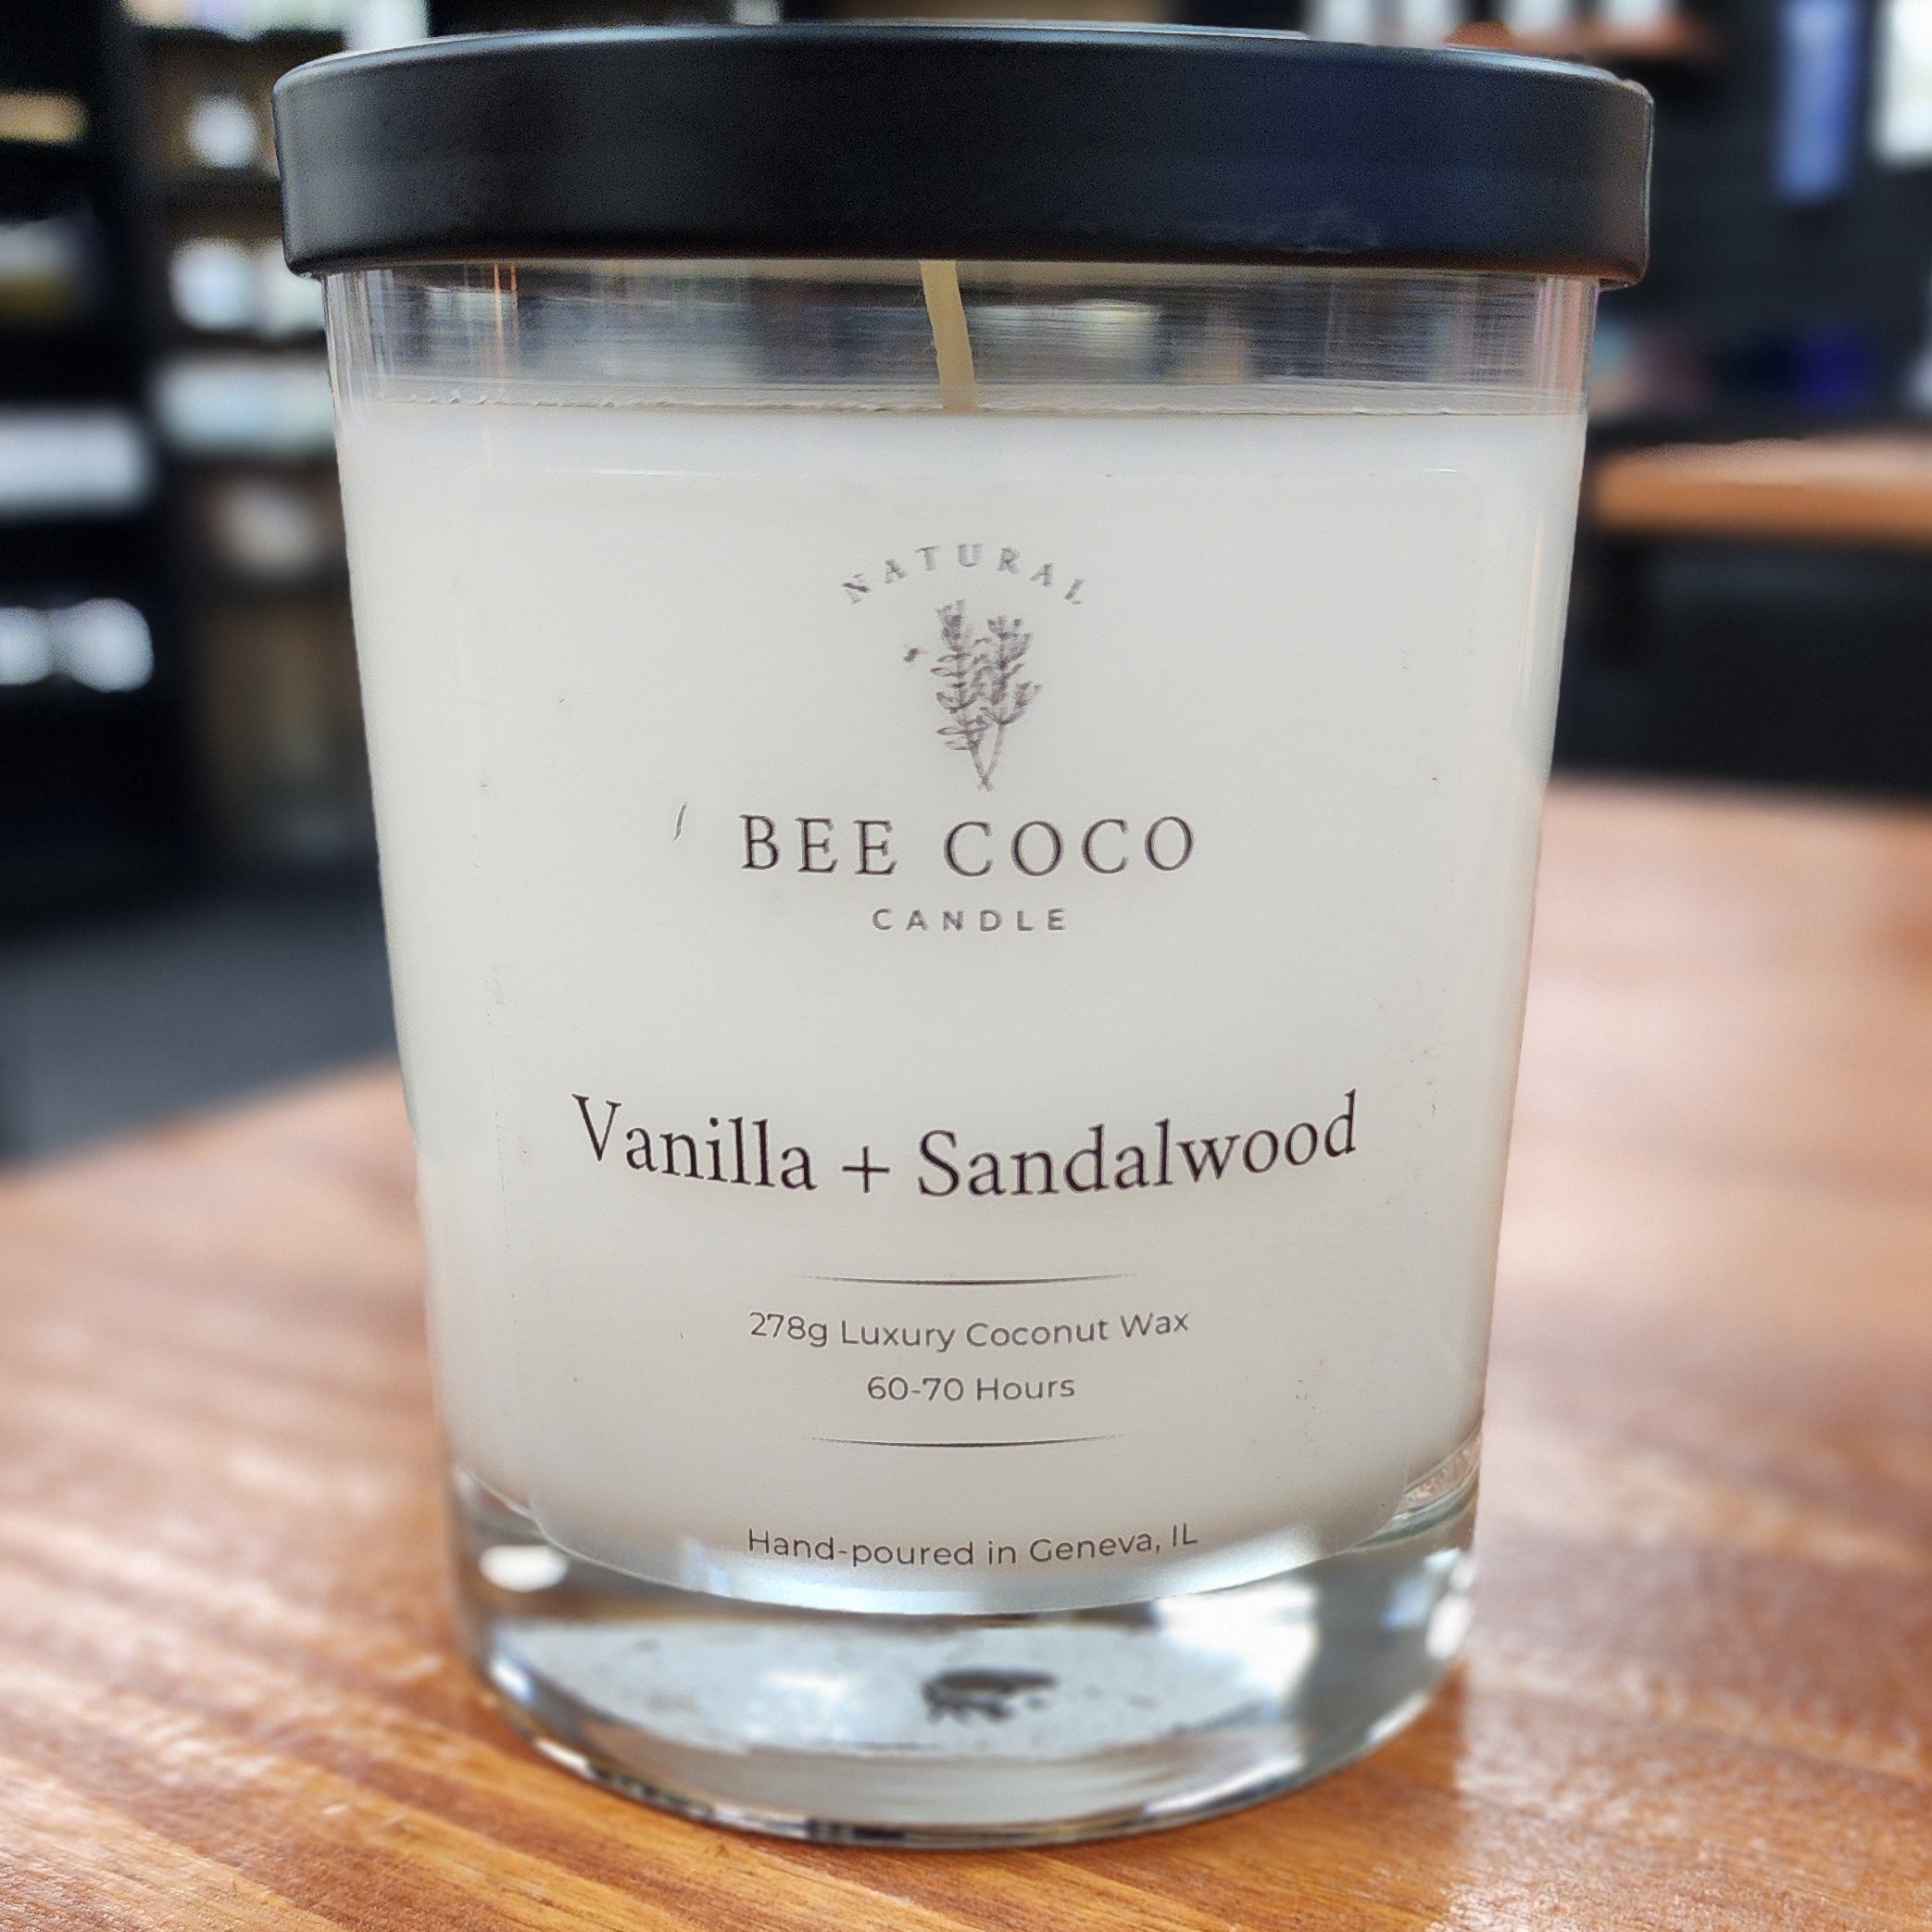 NATURAL
BEE COCO
CANDLE
Vanilla + Sandalwood
278g Luxury Coconut Wax
60-70 Hours
Hand-poured in Geneva, IL